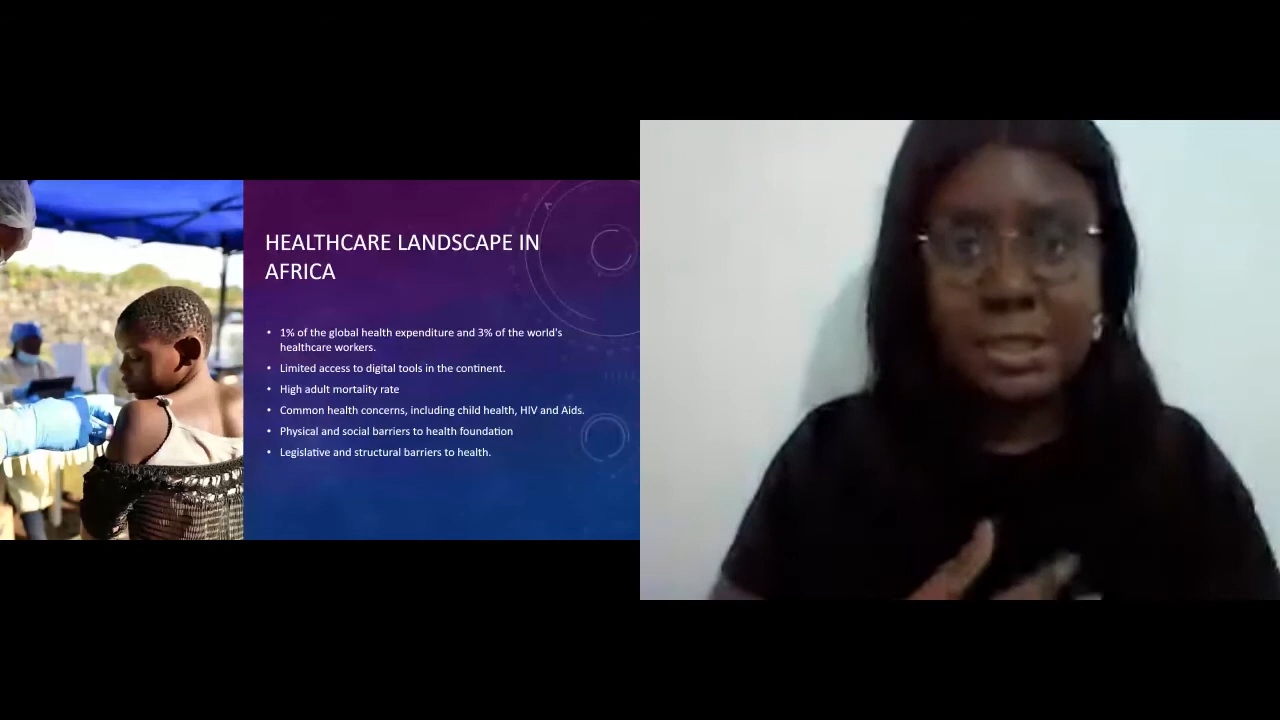 HEALTHCARE LANDSCAPE IN
AFRICA
• 1% of the global health expenditure and 3% of the world's
healthcare workers.
• Limited access to digital tools in the continent.
• High adult mortality rate
• Common health concerns, including child health, HIV and Aids.
• Physical and social barriers to health foundation
• Legislative and structural barriers to health.